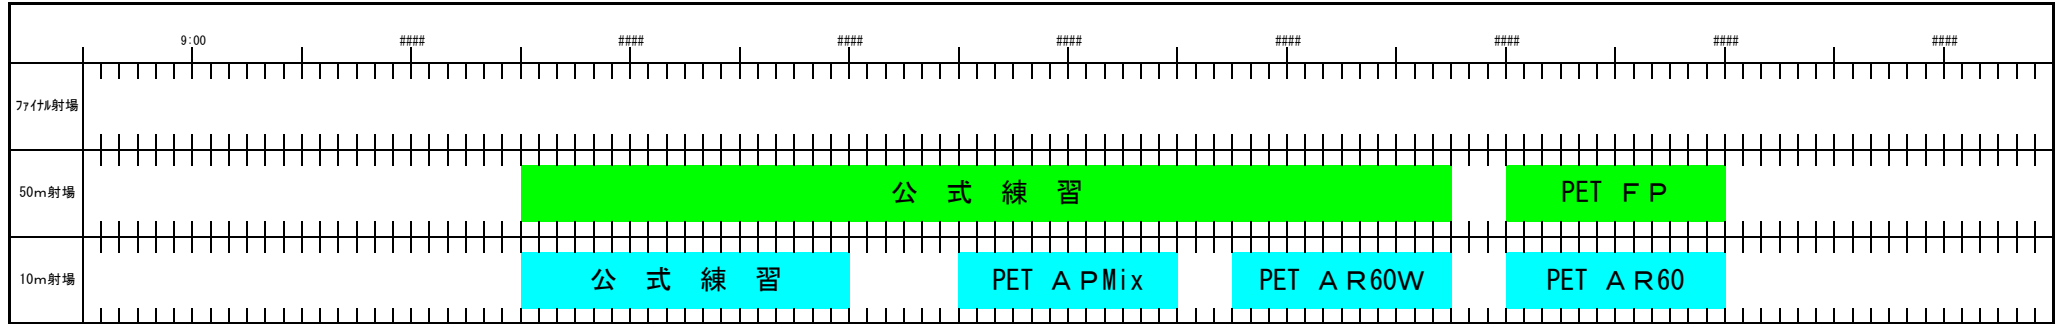 9:00 #### #### #### #### #### #### #### ####
ﾌｧｲﾅﾙ射場
50ｍ射場 公　式　練　習 PET ＦＰ
10ｍ射場 公　式　練　習 PET ＡＰMix PET ＡＲ60Ｗ PET ＡＲ60